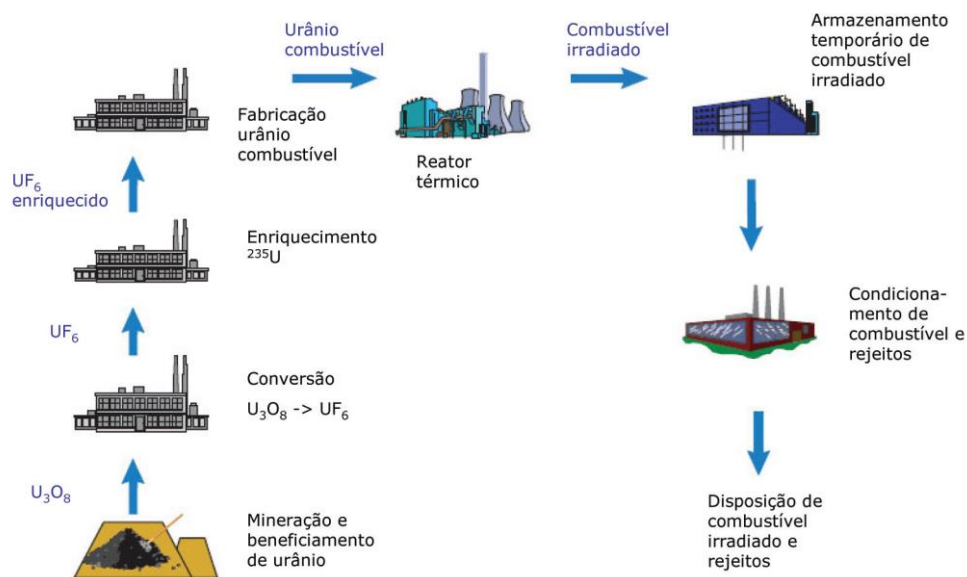 Urânio
combustível
Combustível
irradiado
Armazenamento
temporário de
combustível
irradiado
Fabricação
urânio
combustível
Reator
térmico
UF6
enriquecido
Enriquecimento
235U
UF6
Condiciona-
mento de
combustível e
rejeitos
Conversão
U3O8 -> UF6
U3O8
Mineração e
beneficiamento
de urânio
Disposição de
combustível
irradiado e
rejeitos